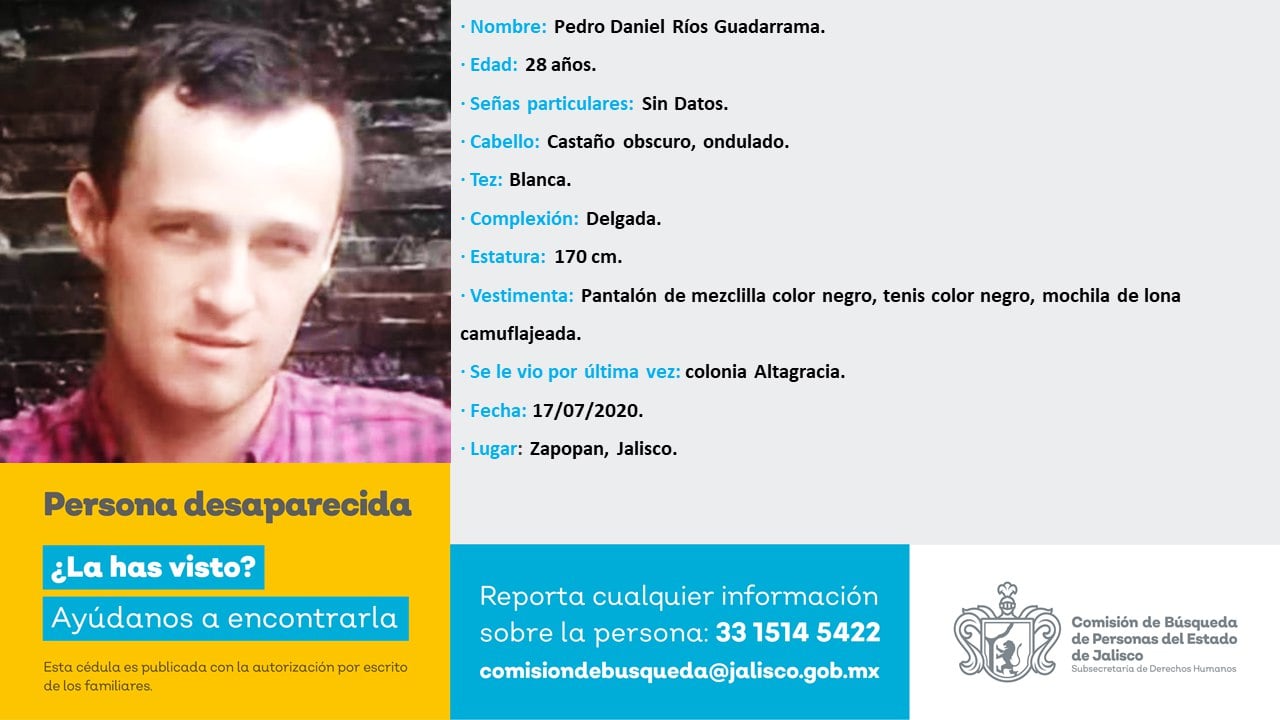 · Nombre: Pedro Daniel Ríos Guadarrama.
· Edad: 28 años.
· Señas particulares: Sin Datos.
· Cabello: Castaño obscuro, ondulado.
· Tez: Blanca.
· Complexión: Delgada.
· Estatura: 170 cm.
· Vestimenta: Pantalón de mezclilla color negro, tenis color negro, mochila de lona
camuflajeada.
· Se le vio por última vez: colonia Altagracia.
· Fecha: 17/07/2020.
· Lugar: Zapopan, Jalisco.
Persona desaparecida
¿La has visto?
Ayúdanos a encontrarla
Esta cédula es publicada con la autorización por escrito
de los familiares.
Reporta cualquier información
sobre la persona: 33 1514 5422
comisiondebusqueda@jalisco.gob.mx
Comisión de Búsqueda
de Personas del Estado
de Jalisco
Subsecretaría de Derechos Humanos